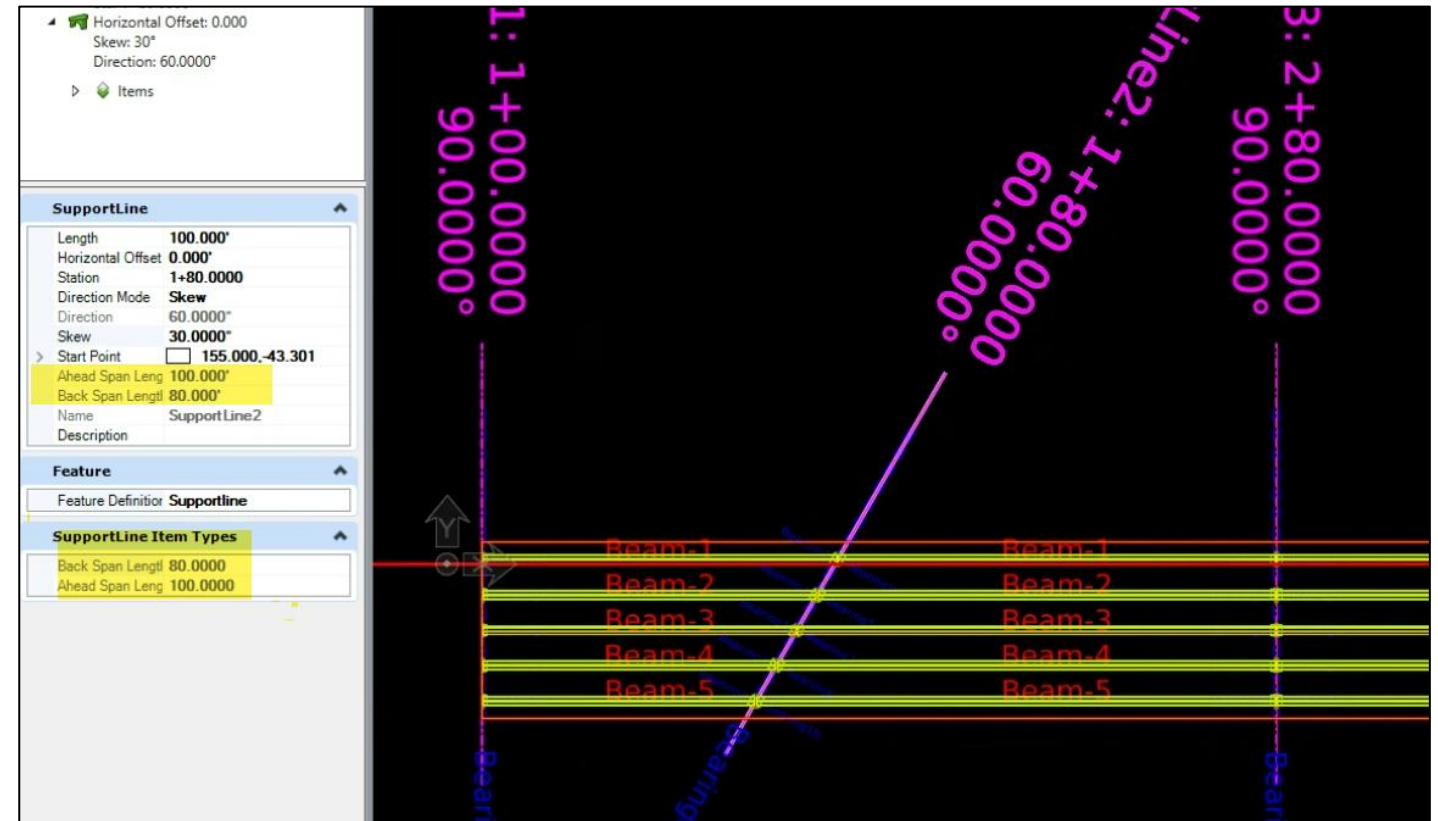 Horizontal Offset: 0.000
Skew: 30°
Direction: 60.0000°
Items
SupportLine
Length 100.000'
Horizontal Offset 0.000'
Station 1+80.0000
Direction Mode Skew
Direction 60.0000°
Skew 30.0000°
Start Point 155.000,-43.301
Ahead Span Leng 100.000'
Back Span Lengtl 80.000'
Name SupportLine2
Description
Feature
Feature Definitior Supportline
SupportLine Item Types
Back Span Lengtl 80.0000
Ahead Span Leng 100.0000
1: 1+00.0000
90.0000°
Line2: 1+80.0000
60.0000°
3: 2+80.0000
90.0000°
Y
X
Beam-1 Beam-1
Beam-2 Beam-2
Beam-3 Beam-3
Beam-4 Beam-4
Beam-5 Beam-5
Bear
Bearing
Bear